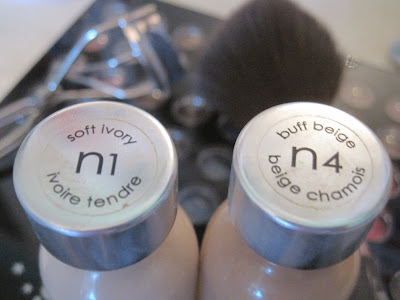 soft ivory
n1
ivoire tendre
buff beige
n4
beige chamois